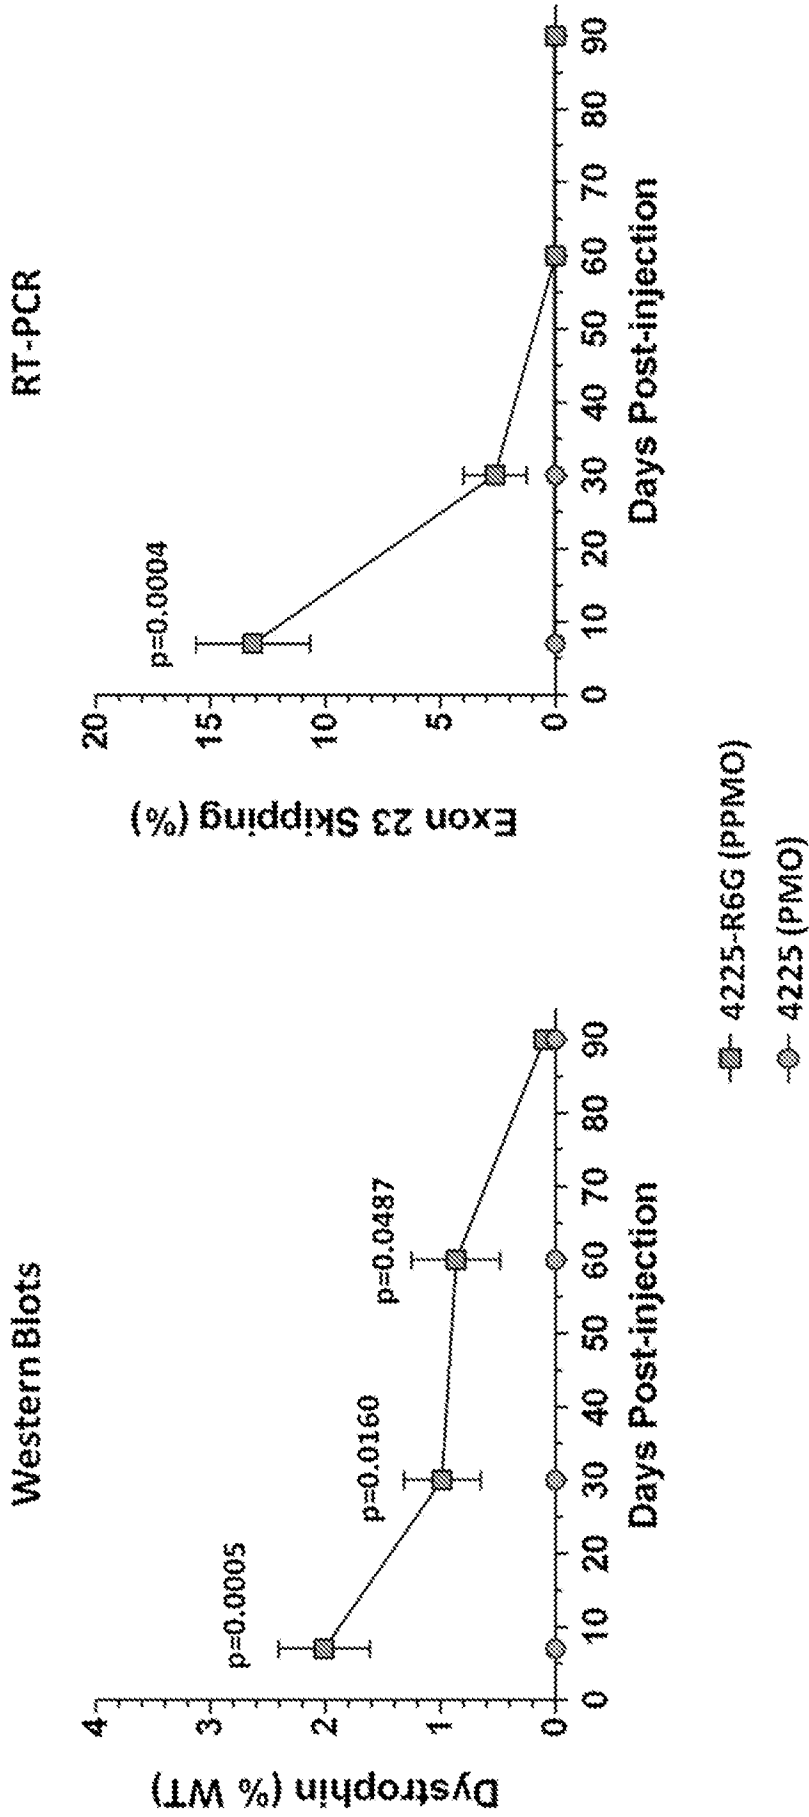 Western Blots
p=0.0005
p=0.0160
p=0.0487
4
3
2
1
0
Dystrophin (% WT)
0 10 20 30 40 50 60 70 80 90
Days Post-injection
RT-PCR
p=0.0004
20
15
10
5
0
Exon 23 Skipping (%)
0 10 20 30 40 50 60 70 80 90
Days Post-injection
4225-R6G (PPMO)
4225 (PMO)